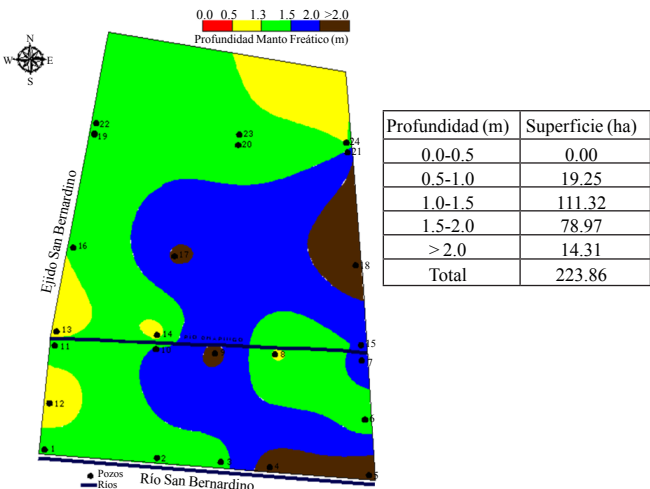 0.0 0.5 1.3 1.5 2.0 >2.0
Profundidad Manto Freático (m)
N
W E
S
Profundidad (m) Superficie (ha)
0.0-0.5 0.00
0.5-1.0 19.25
1.0-1.5 111.32
1.5-2.0 78.97
> 2.0 14.31
Total 223.86
Ejido San Bernardino
22
19
23
20
24
21
16
17
18
13
14
11
10
9
8
15
7
12
6
1
2
3
4
5
Pozos
Rios
Río San Bernardino